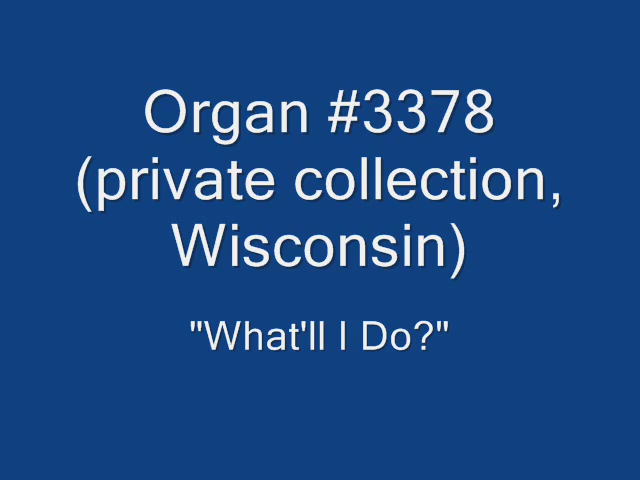 Organ #3378
(private collection,
Wisconsin)
"What'll I Do?"